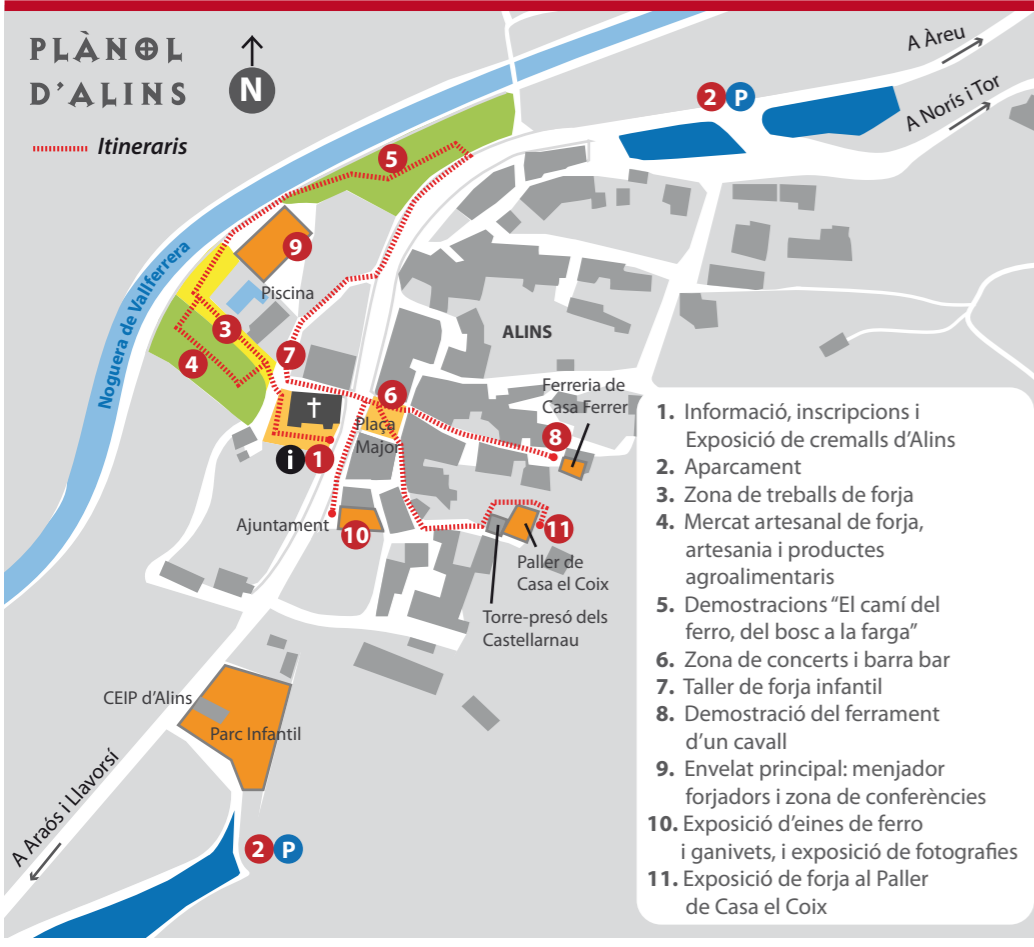 PLÀNOL
D'ALINS
N
Itineraris
A Àreu
A Norís i Tor
2 P
5
9
Piscina
Noguera de Vallferrera
3
4
7
ALINS
6
Plaça
Major
Ferreria de
Casa Ferrer
8
i 1
Ajuntament
10
11
Paller de
Casa el Coix
Torre-presó dels
Castellarnau
CEIP d'Alins
Parc Infantil
A Araós i Llavorsí
2 P
1. Informació, inscripcions i
Exposició de cremalls d'Alins
2. Aparcament
3. Zona de treballs de forja
4. Mercat artesanal de forja,
artesania i productes
agroalimentaris
5. Demostracions "El camí del
ferro, del bosc a la farga"
6. Zona de concerts i barra bar
7. Taller de forja infantil
8. Demostració del ferrament
d'un cavall
9. Envelat principal: menjador
forjadors i zona de conferències
10. Exposició d'eines de ferro
i ganivets, i exposició de fotografies
11. Exposició de forja al Paller
de Casa el Coix